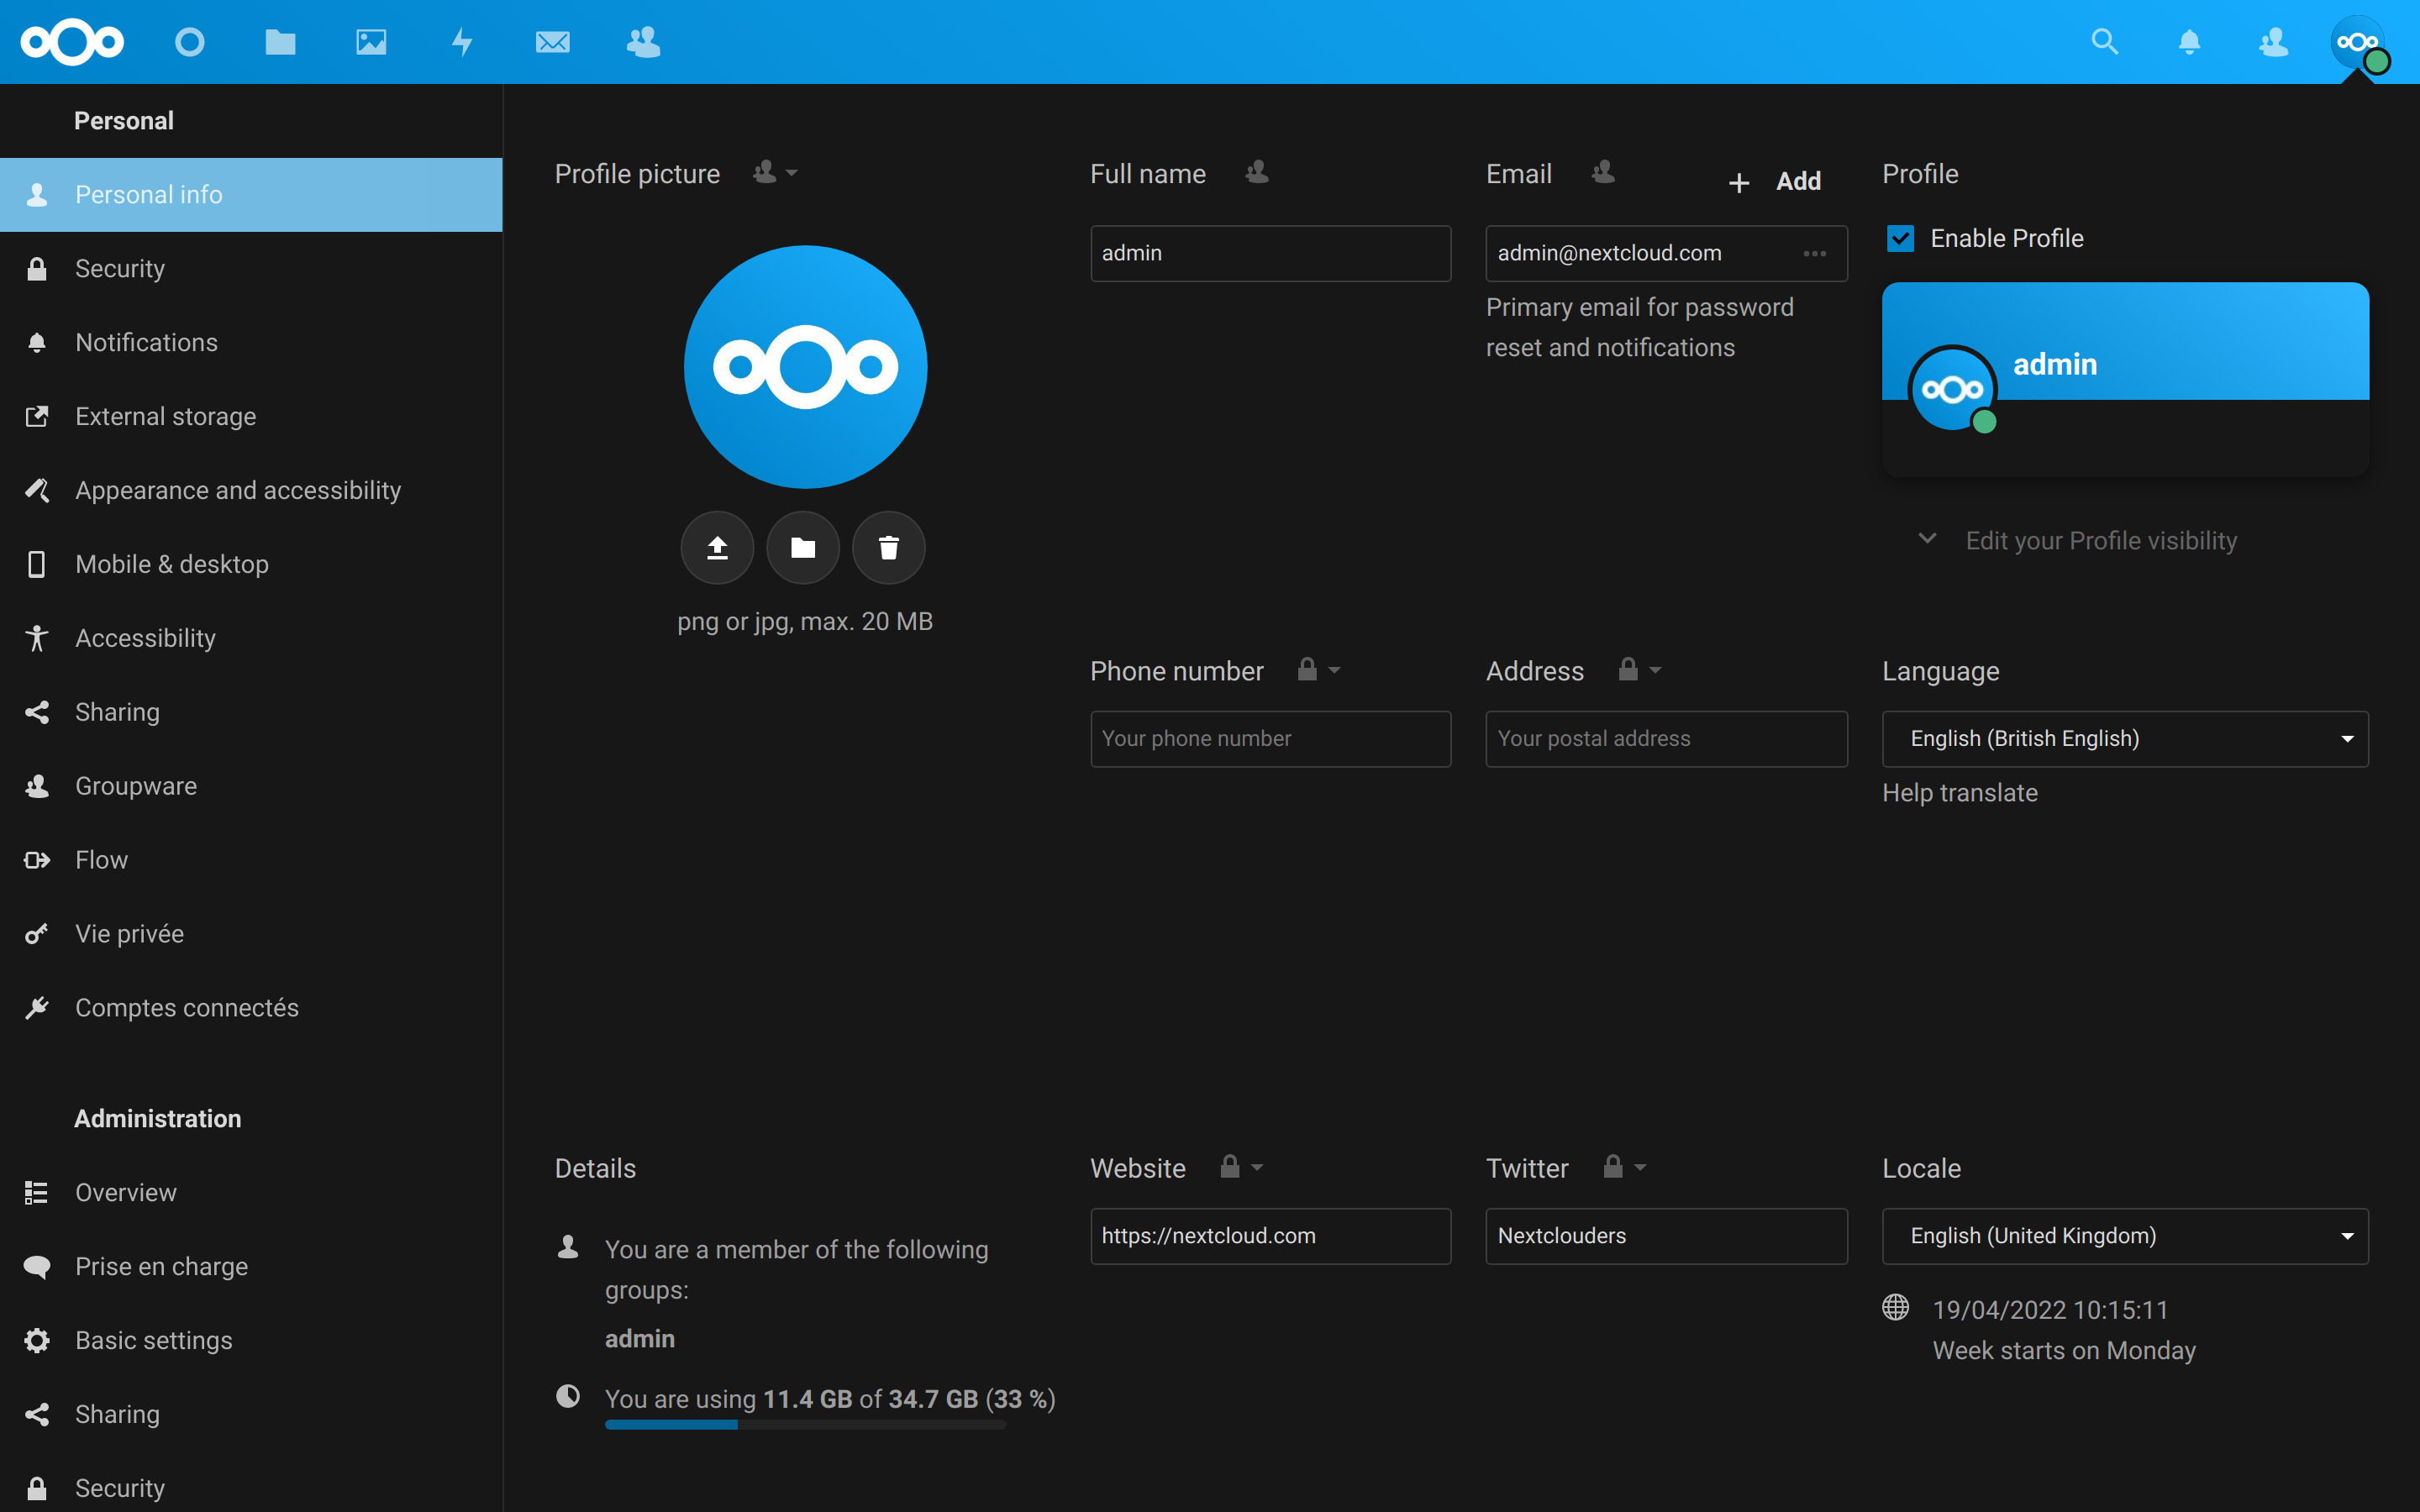 Personal
Personal info
Security
Notifications
External storage
Appearance and accessibility
Mobile & desktop
Accessibility
Sharing
Groupware
Flow
Vie privée
Comptes connectés
Administration
Overview
Prise en charge
Basic settings
Sharing
Security
Profile picture
png or jpg, max. 20 MB
Full name
admin
Email
Add
admin@nextcloud.com
Primary email for password
reset and notifications
Profile
Enable Profile
admin
Edit your Profile visibility
Phone number
Your phone number
Address
Your postal address
Language
English (British English)
Help translate
Details
You are a member of the following
groups:
admin
You are using 11.4 GB of 34.7 GB (33 %)
Website
https://nextcloud.com
Twitter
Nextclouders
Locale
English (United Kingdom)
19/04/2022 10:15:11
Week starts on Monday